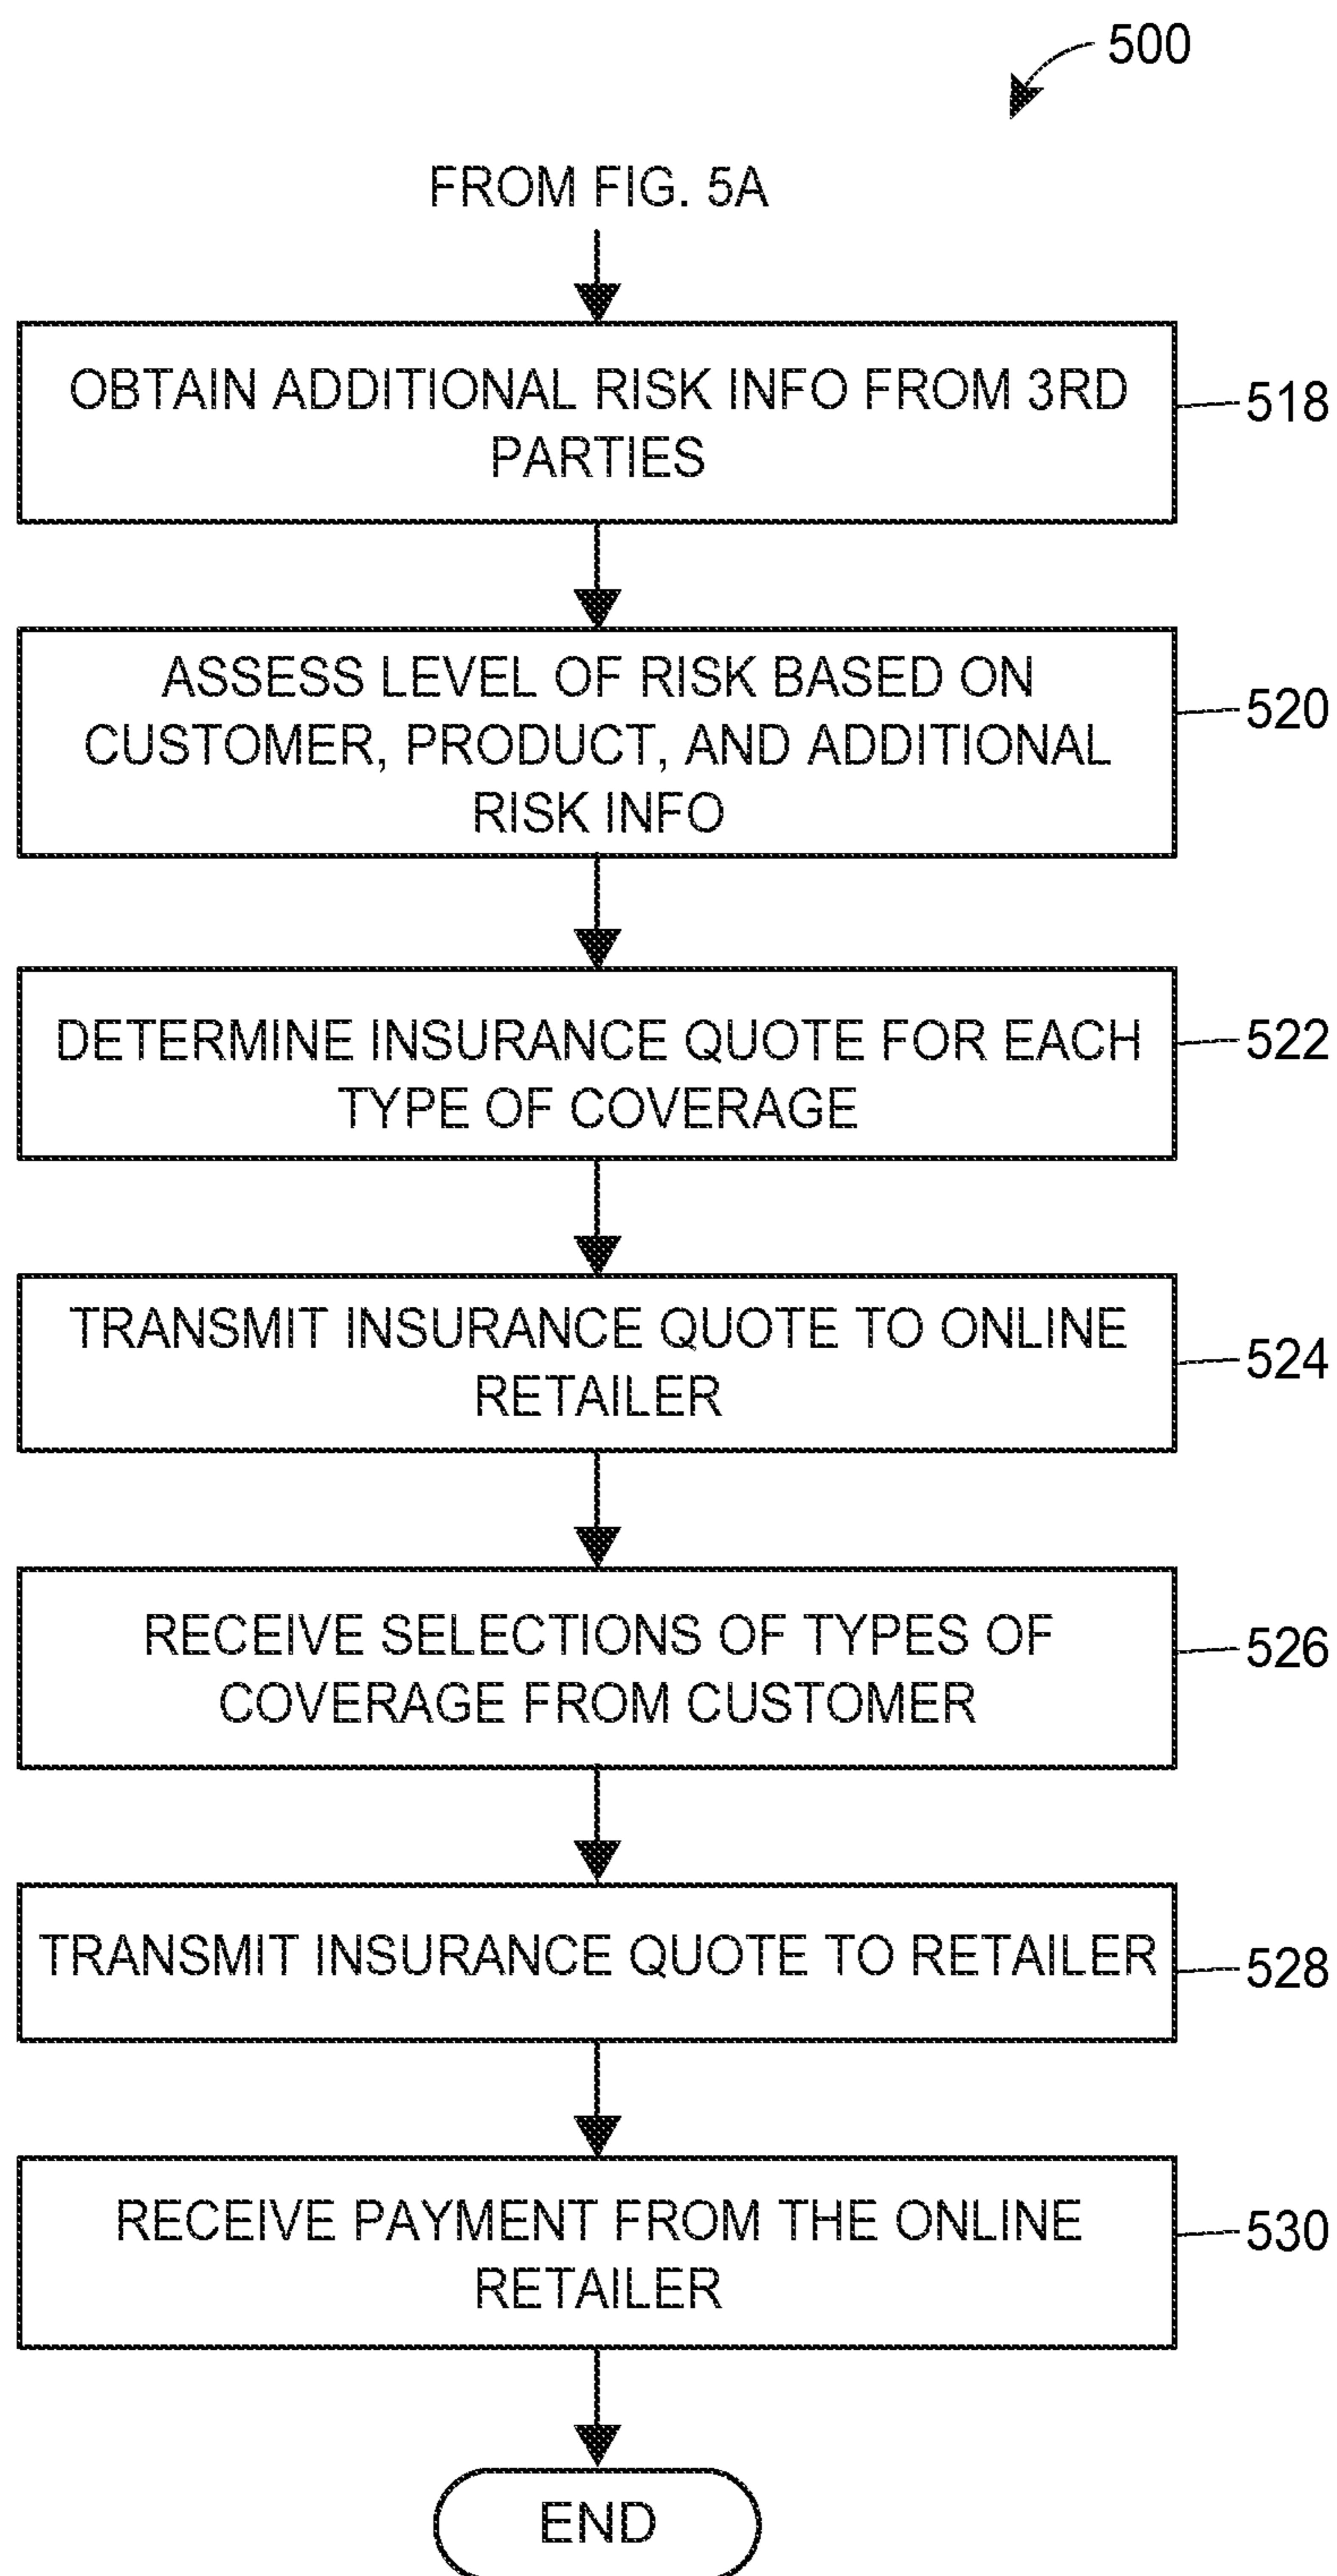 500
FROM FIG. 5A
OBTAIN ADDITIONAL RISK INFO FROM 3RD
PARTIES
518
ASSESS LEVEL OF RISK BASED ON
CUSTOMER, PRODUCT, AND ADDITIONAL
RISK INFO
520
DETERMINE INSURANCE QUOTE FOR EACH
TYPE OF COVERAGE
522
TRANSMIT INSURANCE QUOTE TO ONLINE
RETAILER
524
RECEIVE SELECTIONS OF TYPES OF
COVERAGE FROM CUSTOMER
526
TRANSMIT INSURANCE QUOTE TO RETAILER
528
RECEIVE PAYMENT FROM THE ONLINE
RETAILER
530
END